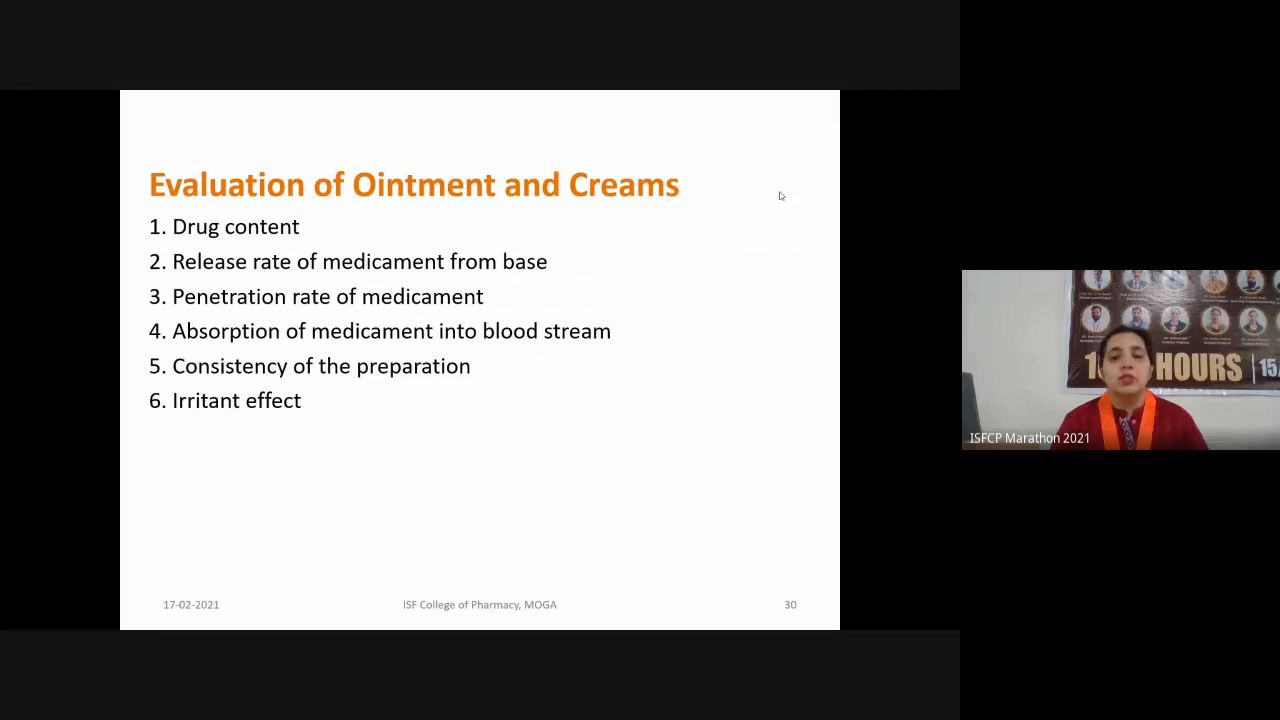 Evaluation of Ointment and Creams
1. Drug content
2. Release rate of medicament from base
3. Penetration rate of medicament
4. Absorption of medicament into blood stream
5. Consistency of the preparation
6. Irritant effect
17-02-2021
ISF College of Pharmacy, MOGA
30
HOURS
ISFCP Marathon 2021